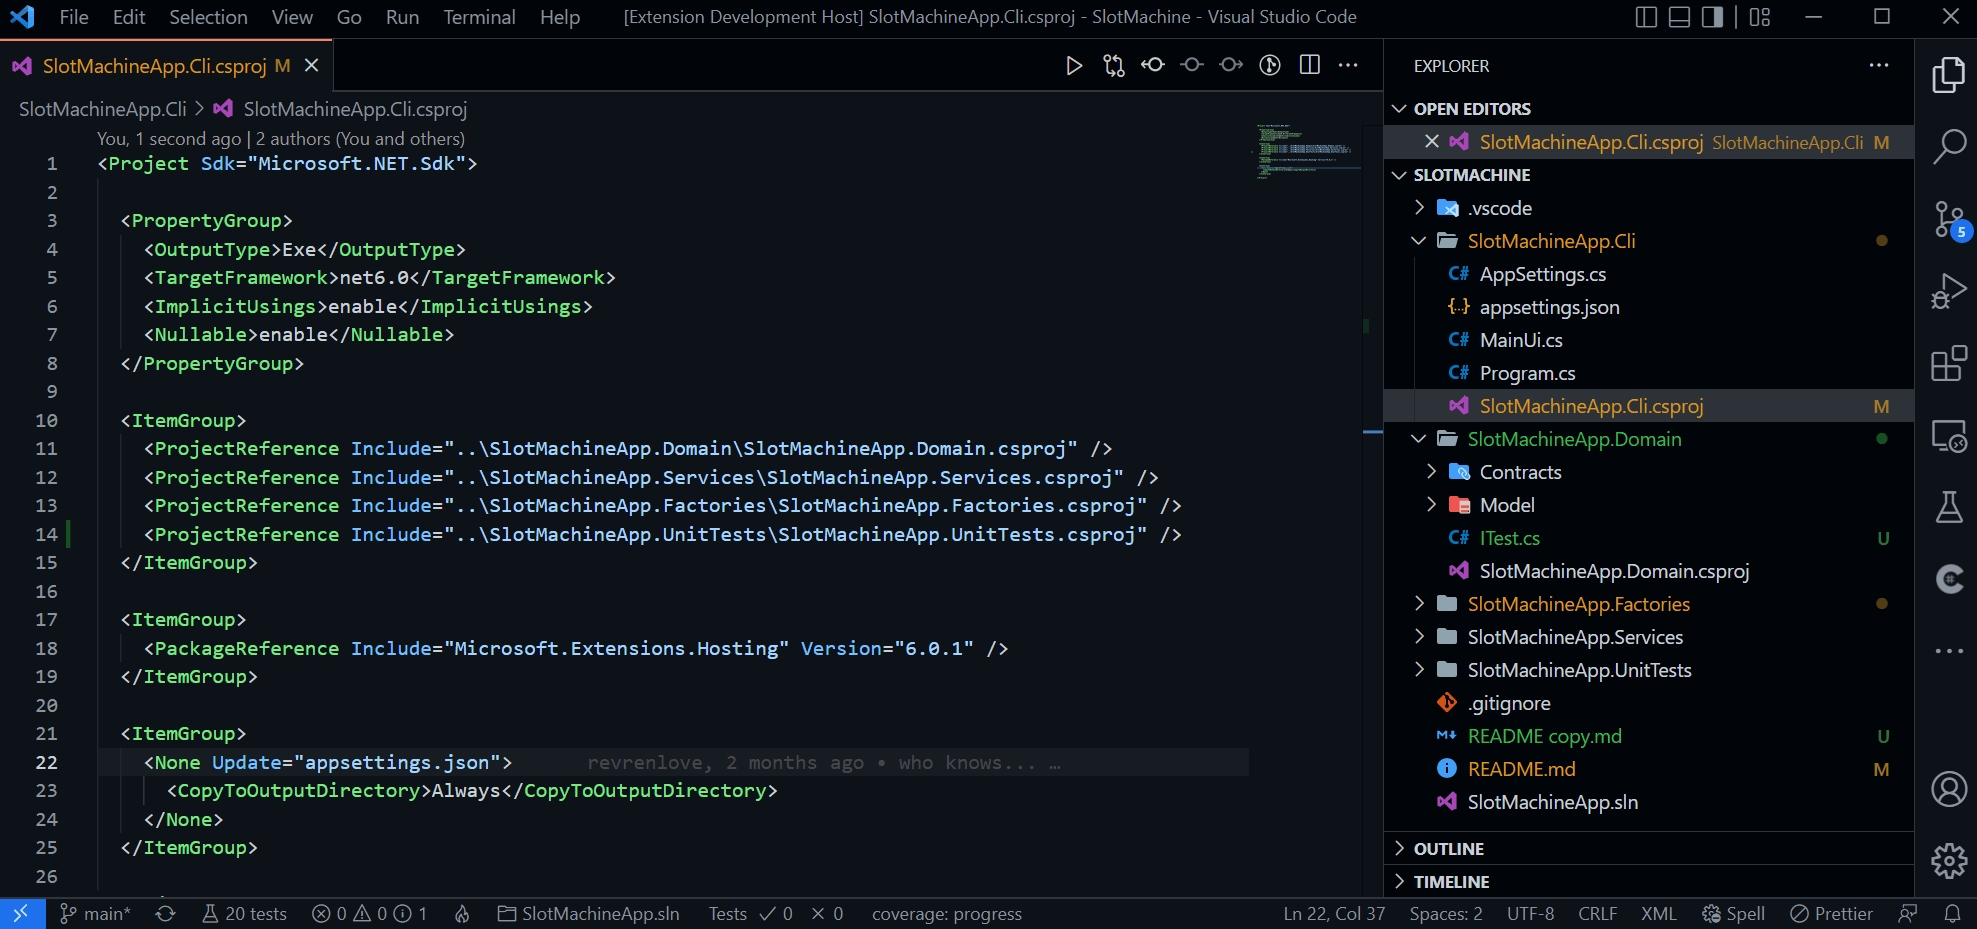 File Edit Selection View Go Run Terminal Help [Extension Development Host] SlotMachineApp.Cli.csproj - SlotMachine - Visual Studio Code
SlotMachineApp.Cli.csproj M
SlotMachineApp.Cli > SlotMachineApp.Cli.csproj
You, 1 second ago | 2 authors (You and others)
1 <Project Sdk="Microsoft.NET.Sdk">
2
3 <PropertyGroup>
4 <OutputType>Exe</OutputType>
5 <TargetFramework>net6.0</TargetFramework>
6 <ImplicitUsings>enable</ImplicitUsings>
7 <Nullable>enable</Nullable>
8 </PropertyGroup>
9
10 <ItemGroup>
11 <ProjectReference Include="..\SlotMachineApp.Domain\SlotMachineApp.Domain.csproj" />
12 <ProjectReference Include="..\SlotMachineApp.Services\SlotMachineApp.Services.csproj" />
13 <ProjectReference Include="..\SlotMachineApp.Factories\SlotMachineApp.Factories.csproj" />
14 <ProjectReference Include="..\SlotMachineApp.UnitTests\SlotMachineApp.UnitTests.csproj" />
15 </ItemGroup>
16
17 <ItemGroup>
18 <PackageReference Include="Microsoft.Extensions.Hosting" Version="6.0.1" />
19 </ItemGroup>
20
21 <ItemGroup>
22 <None Update="appsettings.json"> revrenlove, 2 months ago • who knows... …
23 <CopyToOutputDirectory>Always</CopyToOutputDirectory>
24 </None>
25 </ItemGroup>
26
EXPLORER
OPEN EDITORS
SlotMachineApp.Cli.csproj SlotMachineApp.Cli M
SLOTMACHINE
.vscode
SlotMachineApp.Cli
C# AppSettings.cs
{..} appsettings.json
C# MainUi.cs
C# Program.cs
SlotMachineApp.Cli.csproj M
SlotMachineApp.Domain
Contracts
Model
C# ITest.cs U
SlotMachineApp.Domain.csproj
SlotMachineApp.Factories
SlotMachineApp.Services
SlotMachineApp.UnitTests
.gitignore
M README copy.md U
README.md M
SlotMachineApp.sln
OUTLINE
TIMELINE
5
main* 20 tests 0 0 1 SlotMachineApp.sln Tests 0 0 coverage: progress Ln 22, Col 37 Spaces: 2 UTF-8 CRLF XML Spell Prettier